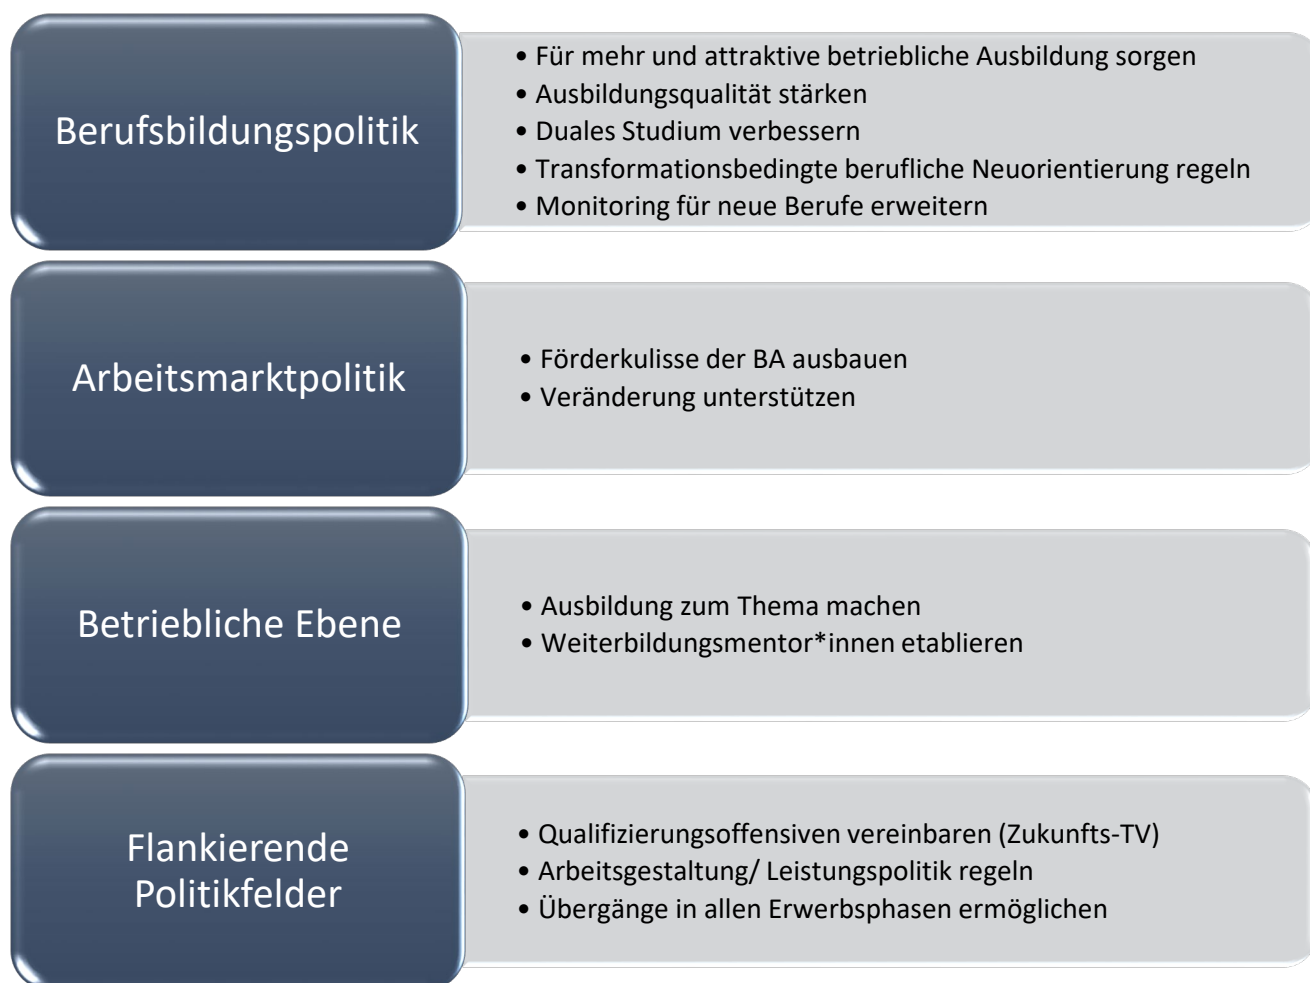 Berufsbildungspolitik
• Für mehr und attraktive betriebliche Ausbildung sorgen
• Ausbildungsqualität stärken
• Duales Studium verbessern
• Transformationsbedingte berufliche Neuorientierung regeln
• Monitoring für neue Berufe erweitern
Arbeitsmarktpolitik
• Förderkulisse der BA ausbauen
• Veränderung unterstützen
Betriebliche Ebene
• Ausbildung zum Thema machen
• Weiterbildungsmentor*innen etablieren
Flankierende
Politikfelder
• Qualifizierungsoffensiven vereinbaren (Zukunfts-TV)
• Arbeitsgestaltung/ Leistungspolitik regeln
• Übergänge in allen Erwerbsphasen ermöglichen